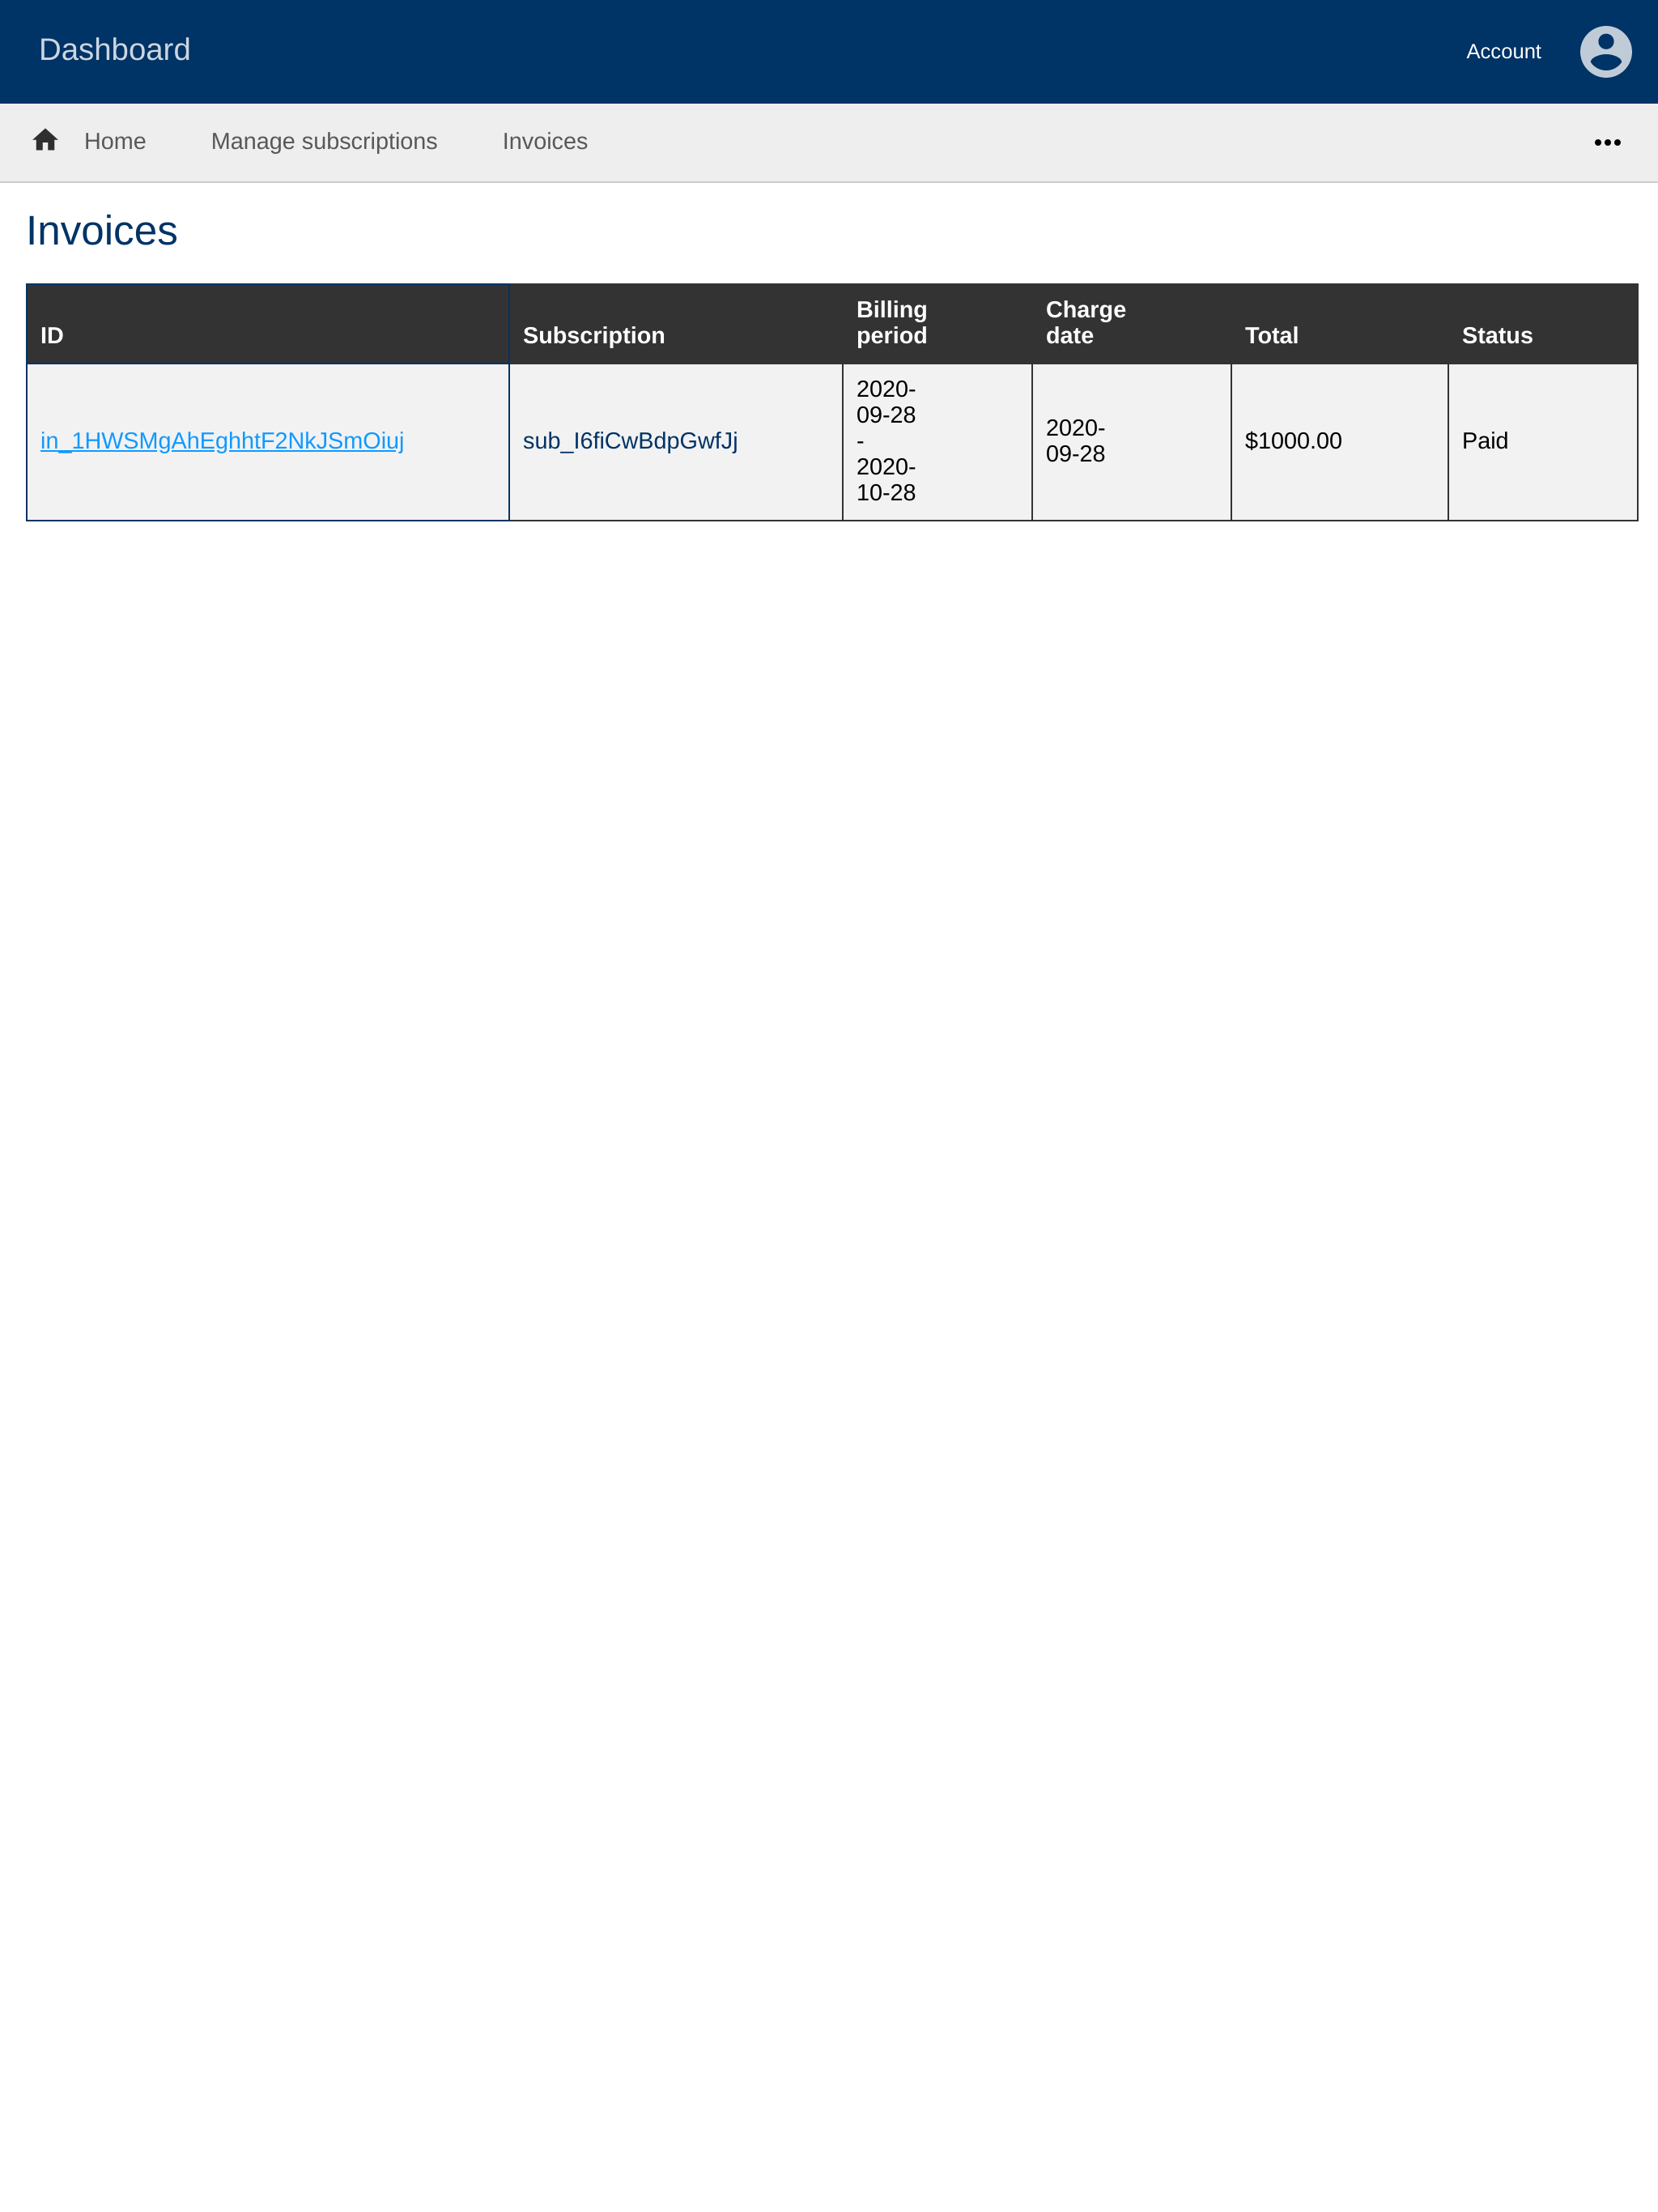 Dashboard
Account
Home
Manage subscriptions
Invoices
Invoices
ID
Subscription
Billing
period
Charge
date
Total
Status
in_1HWSMgAhEghhtF2NkJSmOiuj
sub_I6fiCwBdpGwfJj
2020-
09-28
-
2020-
10-28
2020-
09-28
$1000.00
Paid